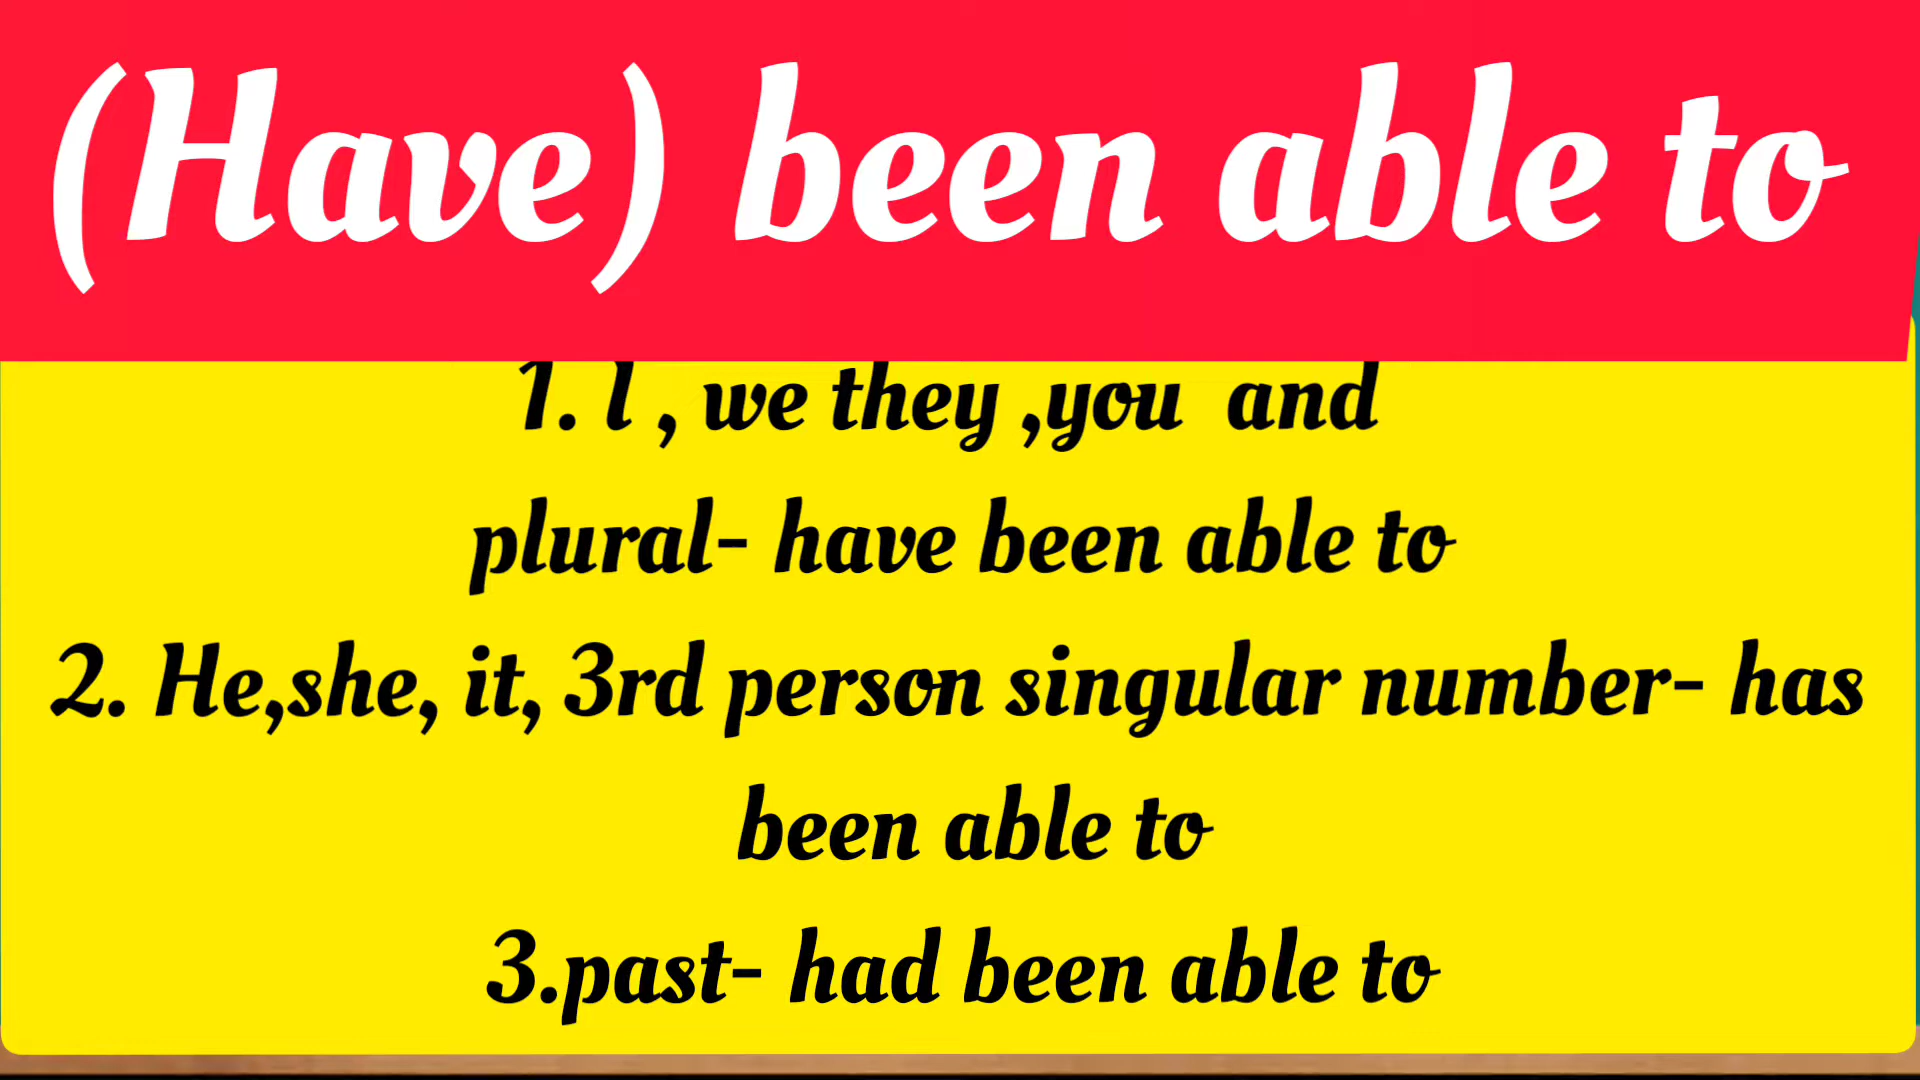 (Have) been able to
1. I , we they ,you and
plural- have been able to
2. He,she, it, 3rd person singular number- has
been able to
3.past- had been able to